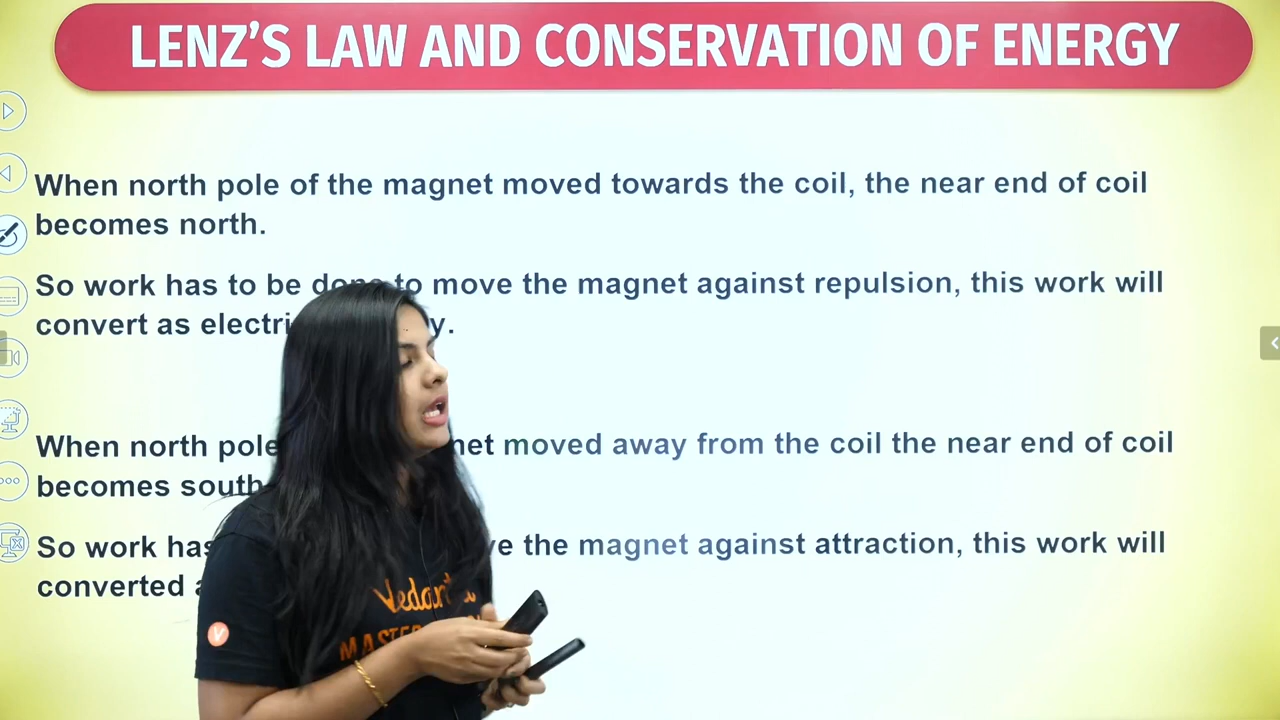 LENZ'S LAW AND CONSERVATION OF ENERGY
When north pole of the magnet moved towards the coil, the near end of coil
becomes north.
So work has to be done to move the magnet against repulsion, this work will
convert as
When north pole moved away from the coil the near end of coil
becomes south
So work has the magnet against attraction, this work will
converted
Vedantu
MASTER
V